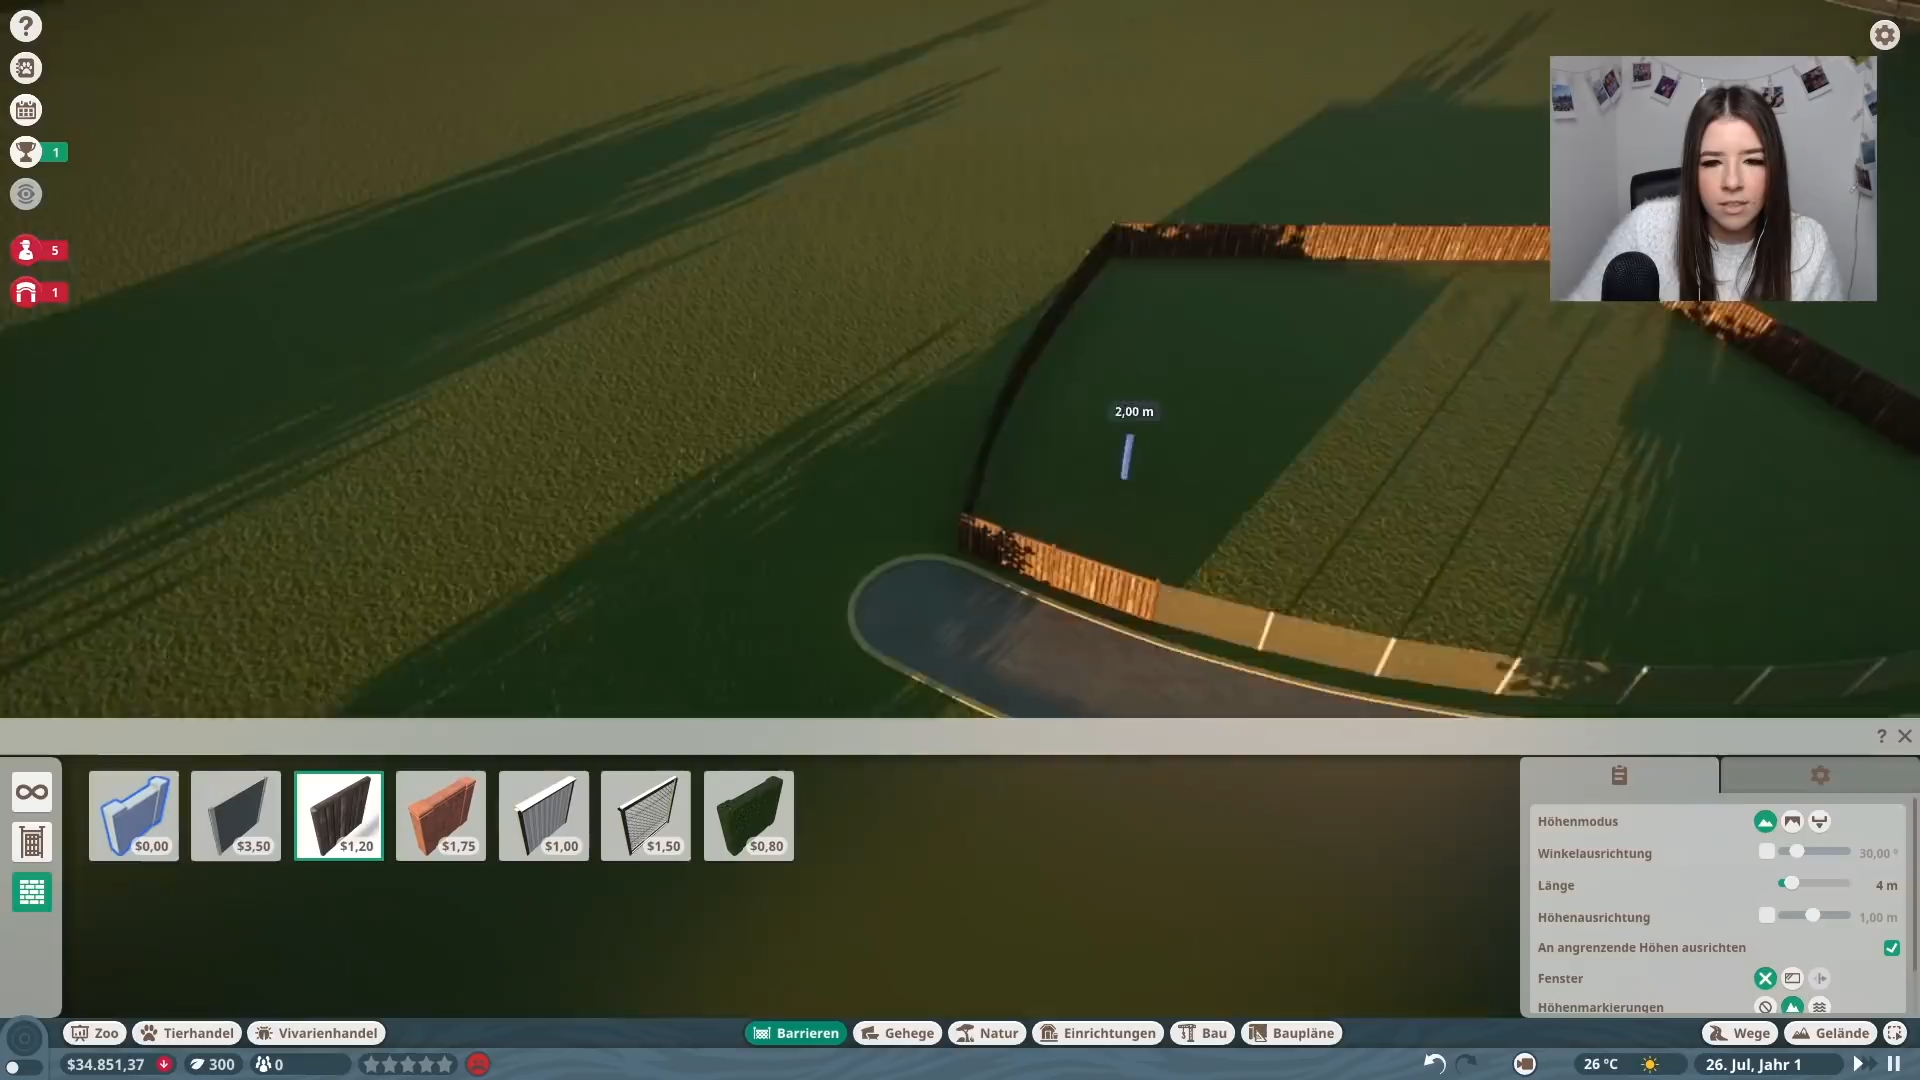 ?
1
5
1
2,00 m
?
$0,00
$3,50
$1,20
$1,75
$1,00
$1,50
$0,80
Höhenmodus
Winkelausrichtung 30,00 °
Länge 4 m
Höhenausrichtung 1,00 m
An angrenzende Höhen ausrichten
Fenster
Höhenmarkierungen
Zoo Tierhandel Vivarienhandel Barrieren Gehege Natur Einrichtungen Bau Baupläne Wege Gelände
$34.851,37 300 0 26 °C 26. Jul, Jahr 1